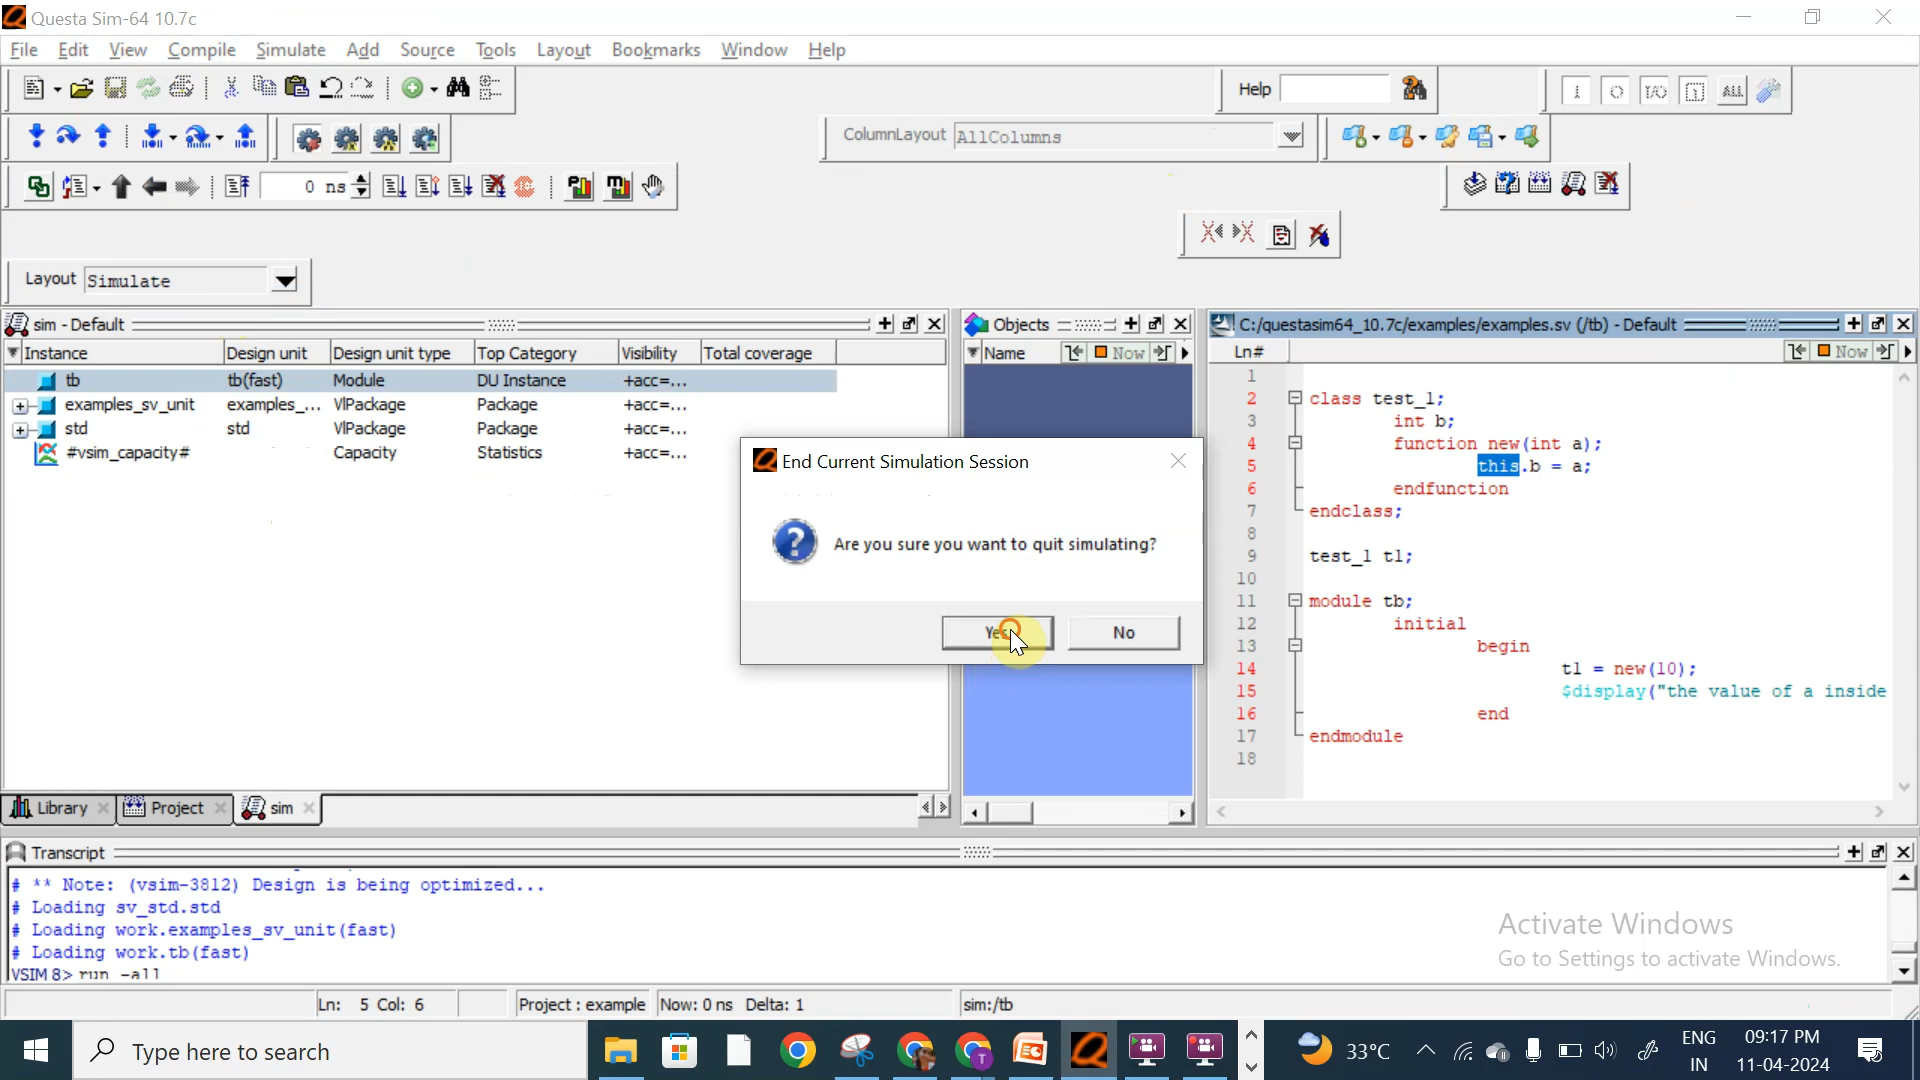 Questa Sim-64 10.7c
File Edit View Compile Simulate Add Source Tools Layout Bookmarks Window Help
Help
ALL
ColumnLayout AllColumns
0 ns
Layout Simulate
sim - Default
Instance Design unit Design unit type Top Category Visibility Total coverage
tb tb(fast) Module DU Instance +acc=...
examples_sv_unit examples_... VlPackage Package +acc=...
std std VlPackage Package +acc=...
#vsim_capacity# Capacity Statistics +acc=...
Objects
Name Now
C:/questasim64_10.7c/examples/examples.sv (/tb) - Default
Ln# Now
1
2 class test_1;
3 int b;
4 function new(int a);
5 this.b = a;
6 endfunction
7 endclass;
8
9 test_1 t1;
10
11 module tb;
12 initial
13 begin
14 t1 = new(10);
15 $display("the value of a inside
16 end
17 endmodule
18
End Current Simulation Session
Are you sure you want to quit simulating?
Yes No
Library Project sim
Transcript
# ** Note: (vsim-3812) Design is being optimized...
# Loading sv_std.std
# Loading work.examples_sv_unit(fast)
# Loading work.tb(fast)
VSIM 8> run -all
Activate Windows
Go to Settings to activate Windows.
Ln: 5 Col: 6 Project : example Now: 0 ns Delta: 1 sim:/tb
Type here to search
33°C
ENG
IN
09:17 PM
11-04-2024